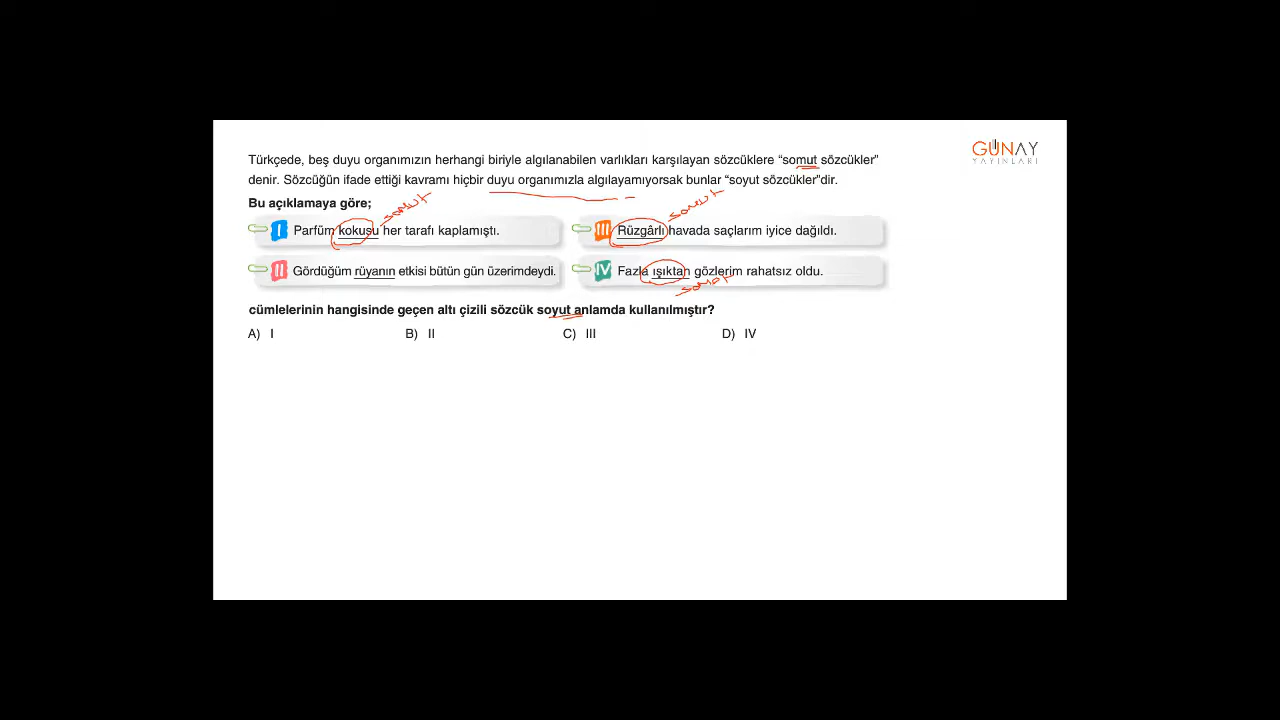 GÜNAY
YAYINLARI
Türkçede, beş duyu organımızın herhangi biriyle algılanabilen varlıkları karşılayan sözcüklere “somut sözcükler”
denir. Sözcüğün ifade ettiği kavramı hiçbir duyu organımızla algılayamıyorsak bunlar “soyut sözcükler”dir.
Bu açıklamaya göre;
somut
somut
I Parfüm kokusu her tarafı kaplamıştı.
III Rüzgârlı havada saçlarım iyice dağıldı.
II Gördüğüm rüyanın etkisi bütün gün üzerimdeydi.
IV Fazla ışıktan gözlerim rahatsız oldu.
somut
cümlelerinin hangisinde geçen altı çizili sözcük soyut anlamda kullanılmıştır?
A) I B) II C) III D) IV